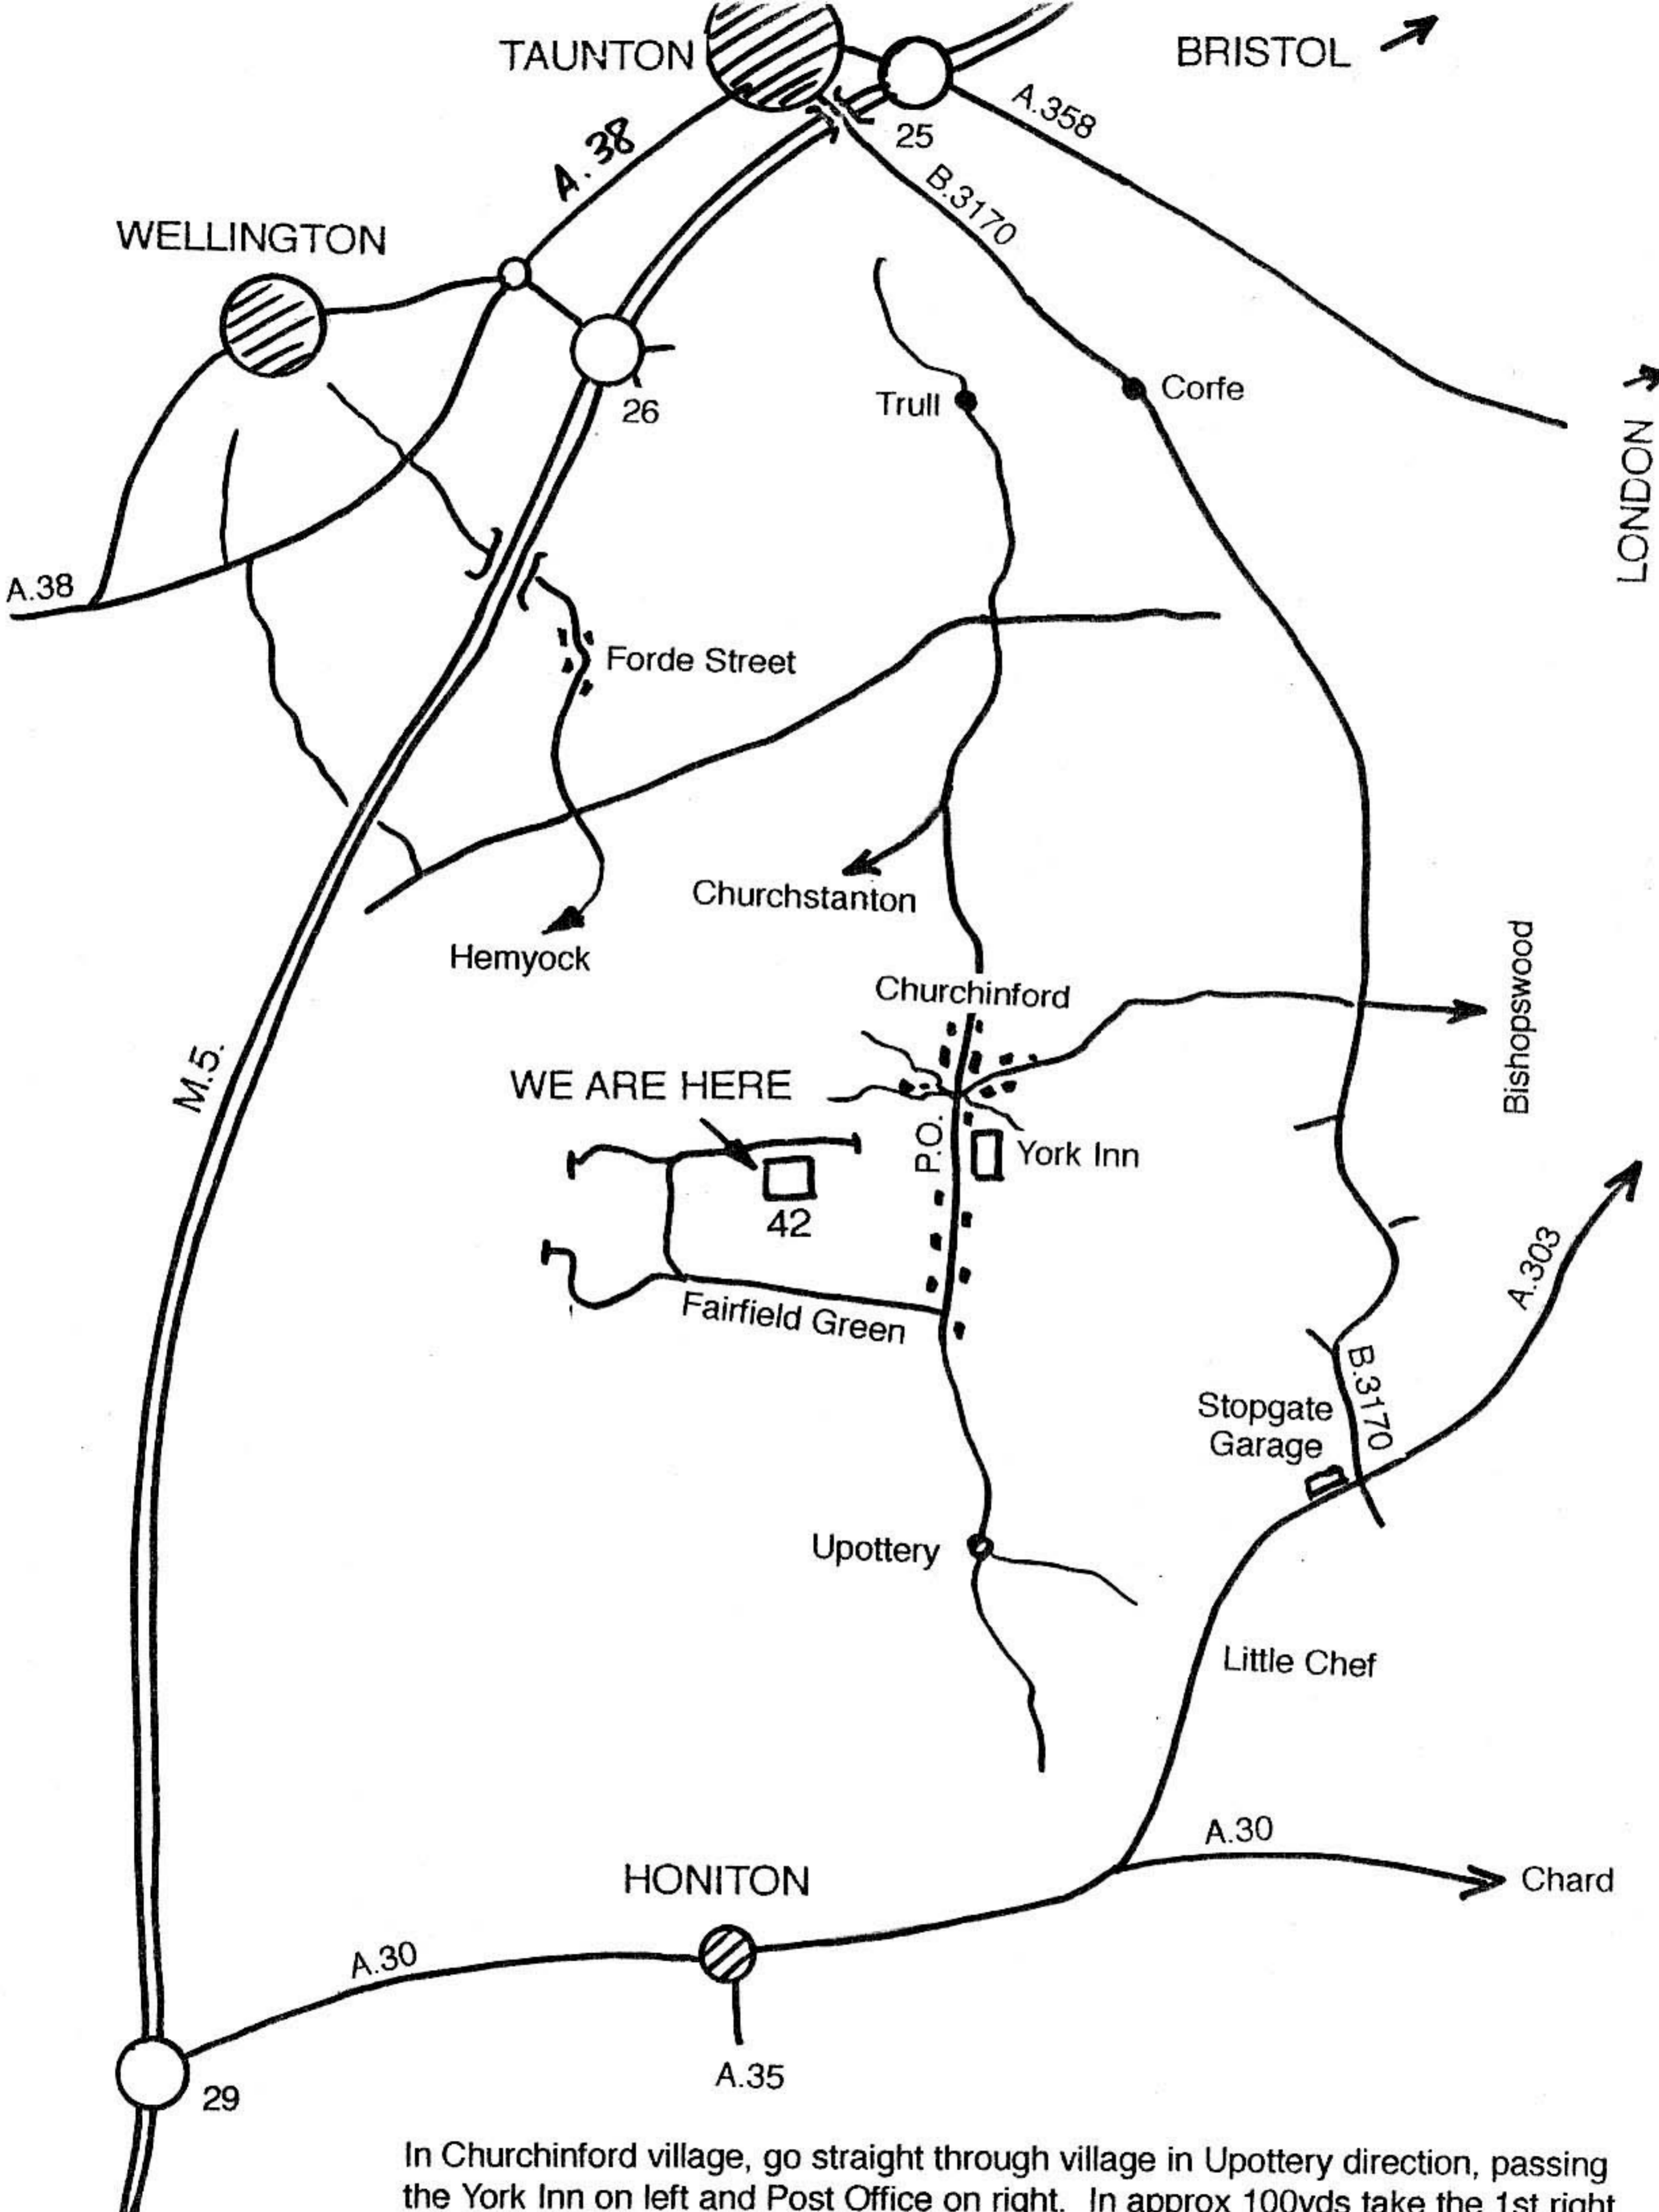 TAUNTON
BRISTOL
25
A.358
A.38
B.3170
WELLINGTON
26
Trull
Corfe
LONDON
A.38
Forde Street
Churchstanton
Hemyock
Churchinford
Bishopswood
M.5.
WE ARE HERE
P.O.
York Inn
42
A.303
Fairfield Green
B.3170
Stopgate
Garage
Upottery
Little Chef
A.30
HONITON
Chard
A.30
A.35
29
In Churchinford village, go straight through village in Upottery direction, passing
the York Inn on left and Post Office on right. In approx 100yds take the 1st right